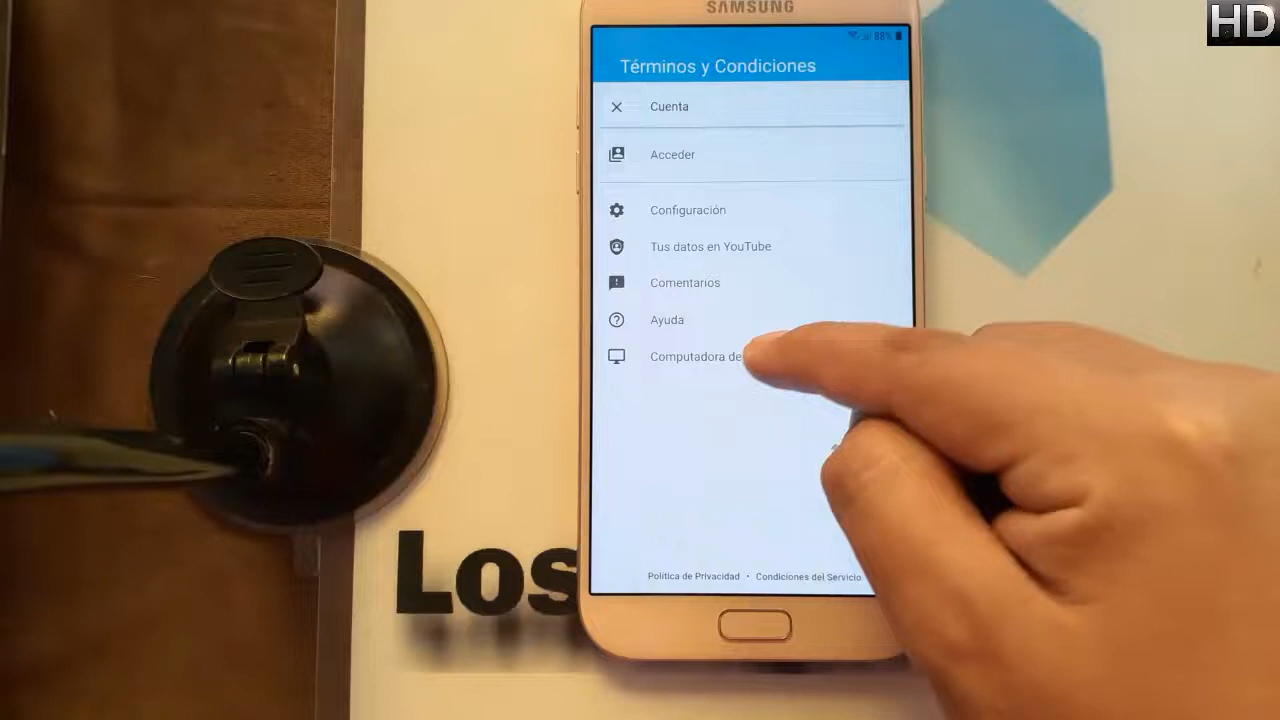 HD
SAMSUNG
88%
Términos y Condiciones
Cuenta
Acceder
Configuración
Tus datos en YouTube
Comentarios
Ayuda
Computadora de
Política de Privacidad • Condiciones del Servicio
Los